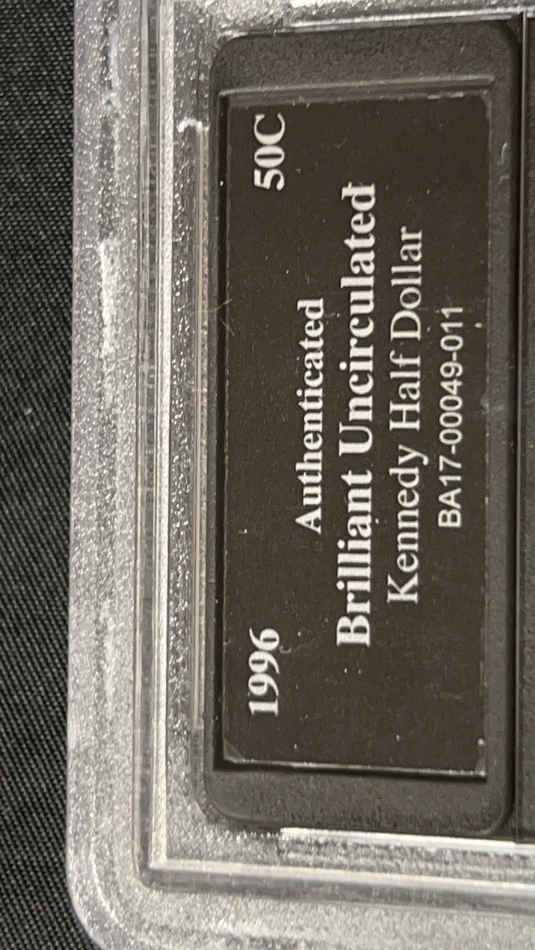 1996 50C
Authenticated
Brilliant Uncirculated
Kennedy Half Dollar
BA17-00049-011